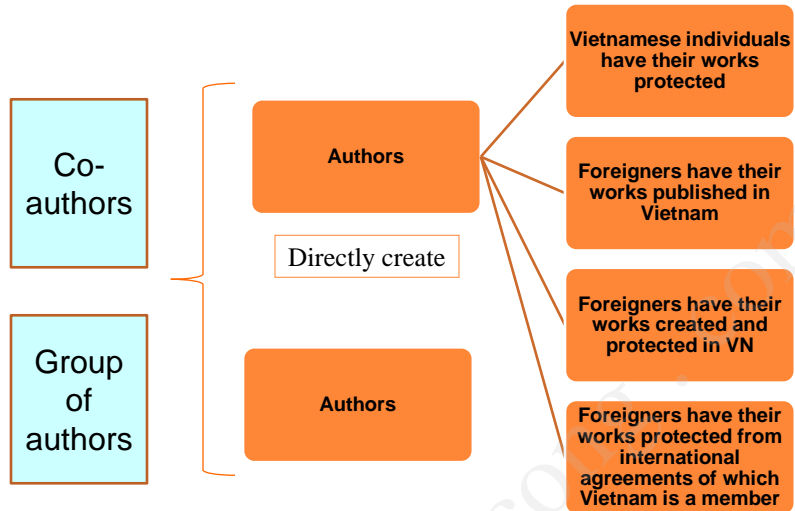 Co-
authors
Group
of
authors
Authors
Directly create
Authors
Vietnamese individuals
have their works
protected
Foreigners have their
works published in
Vietnam
Foreigners have their
works created and
protected in VN
Foreigners have their
works protected from
international
agreements of which
Vietnam is a member